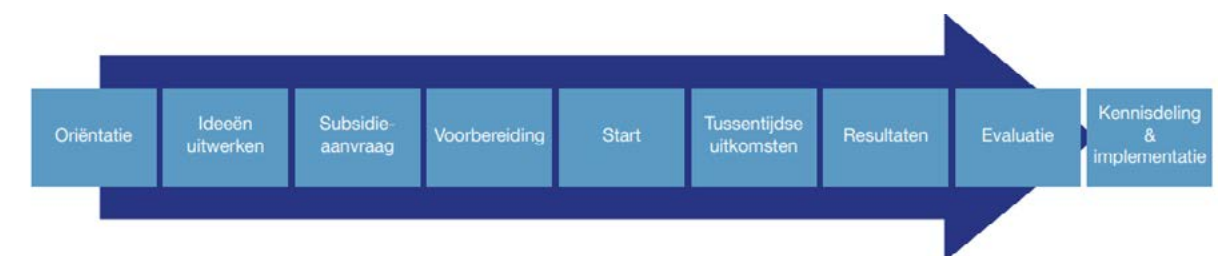 Oriëntatie
Ideeën
uitwerken
Subsidie-
aanvraag
Voorbereiding
Start
Tussentijdse
uitkomsten
Resultaten
Evaluatie
Kennisdeling
&
implementatie